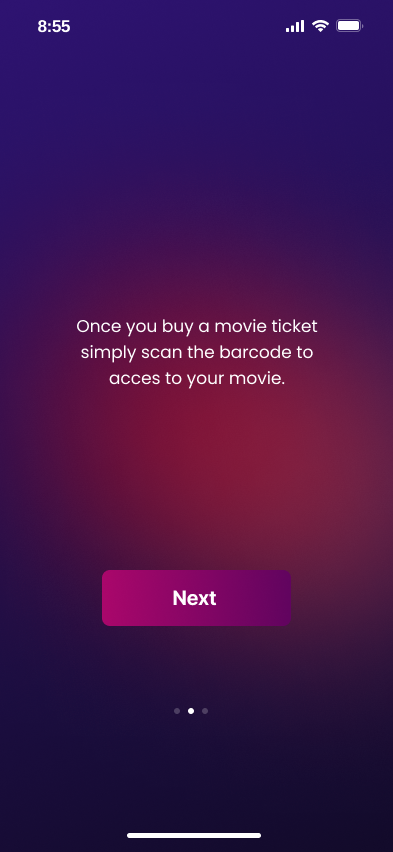 8:55
Once you buy a movie ticket
simply scan the barcode to
acces to your movie.
Next